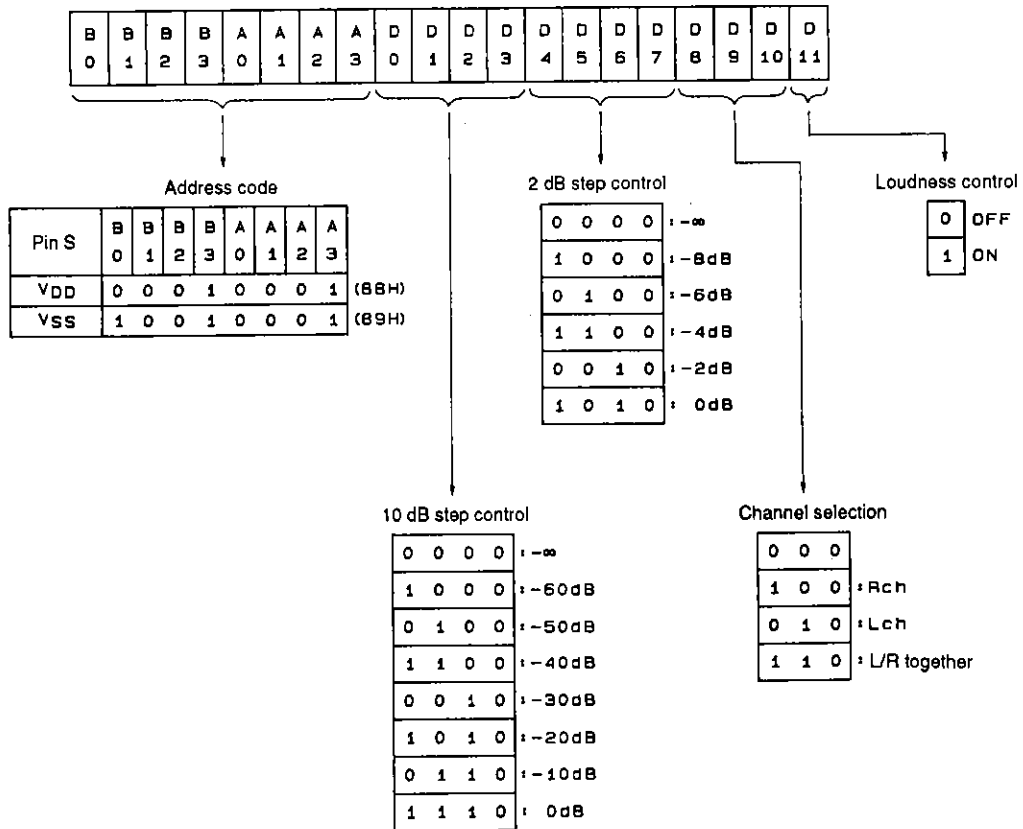 B B B B A A A A D D D D D D D D D D D D
0 1 2 3 0 1 2 3 0 1 2 3 4 5 6 7 8 9 10 11
Address code
Pin S B B B B A A A A
0 1 2 3 0 1 2 3
VDD 0 0 0 1 0 0 0 1 (88H)
VSS 1 0 0 1 0 0 0 1 (89H)
2 dB step control
0 0 0 0 : -∞
1 0 0 0 : -8dB
0 1 0 0 : -6dB
1 1 0 0 : -4dB
0 0 1 0 : -2dB
1 0 1 0 : 0dB
Loudness control
0 OFF
1 ON
10 dB step control
0 0 0 0 : -∞
1 0 0 0 : -60dB
0 1 0 0 : -50dB
1 1 0 0 : -40dB
0 0 1 0 : -30dB
1 0 1 0 : -20dB
0 1 1 0 : -10dB
1 1 1 0 : 0dB
Channel selection
0 0 0
1 0 0 : Rch
0 1 0 : Lch
1 1 0 : L/R together